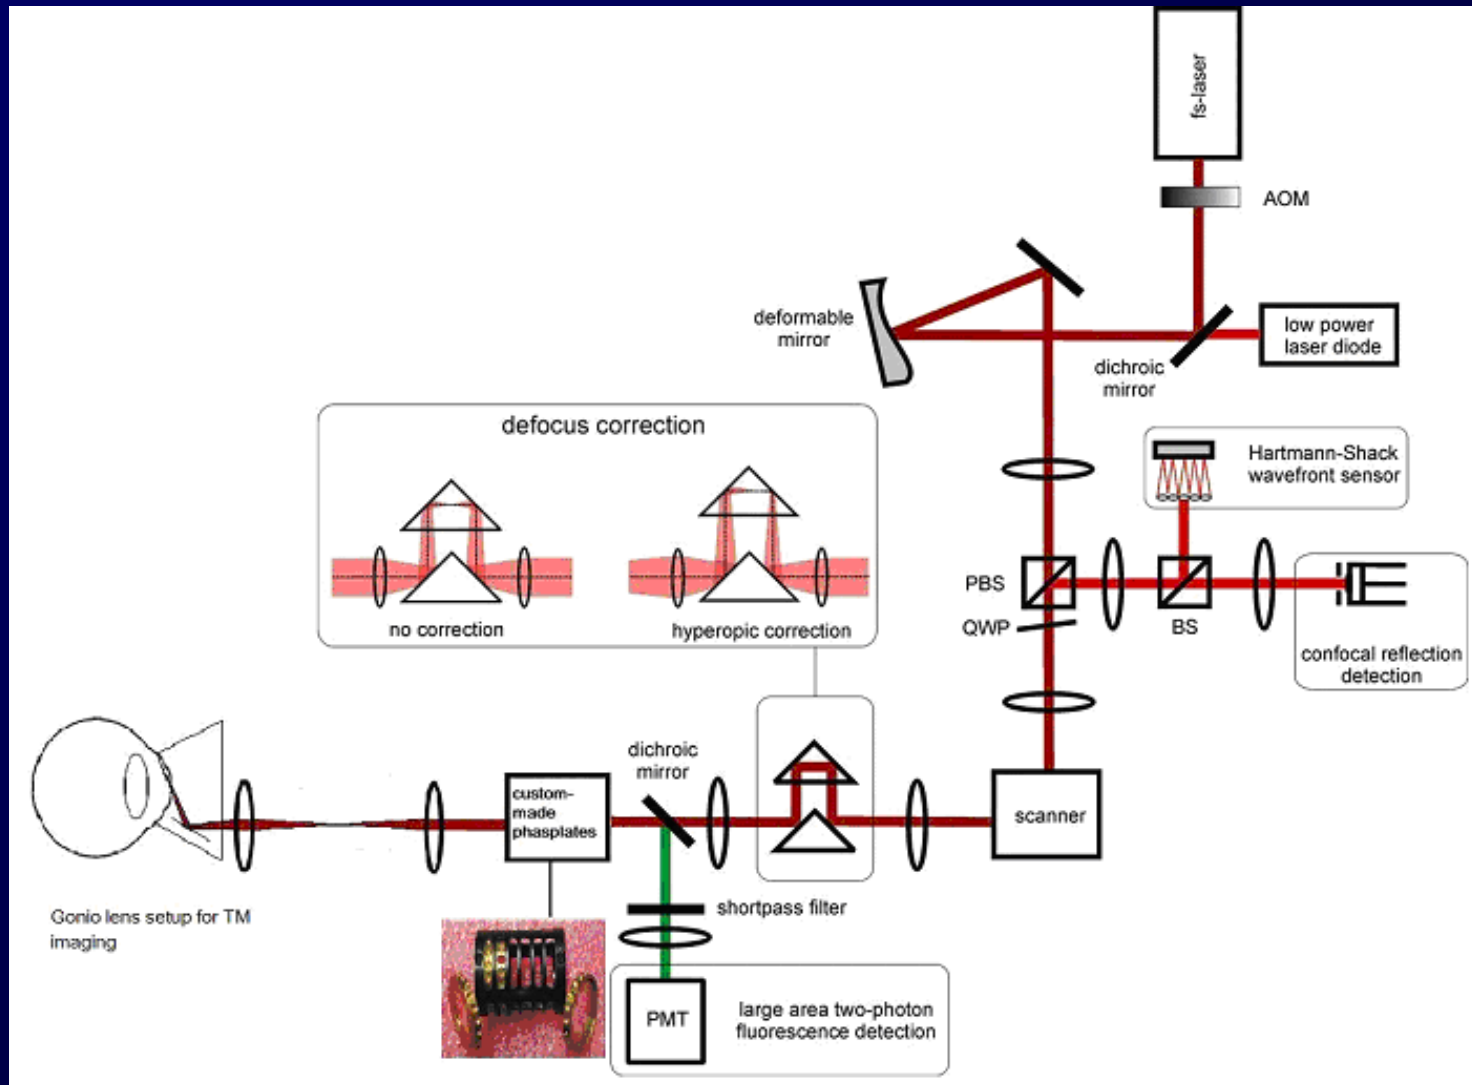 fs-laser
AOM
deformable
mirror
low power
laser diode
dichroic
mirror
defocus correction
Hartmann-Shack
wavefront sensor
no correction
hyperopic correction
PBS
QWP
BS
confocal reflection
detection
dichroic
mirror
custom-
made
phasplates
scanner
Gonio lens setup for TM
imaging
shortpass filter
PMT
large area two-photon
fluorescence detection